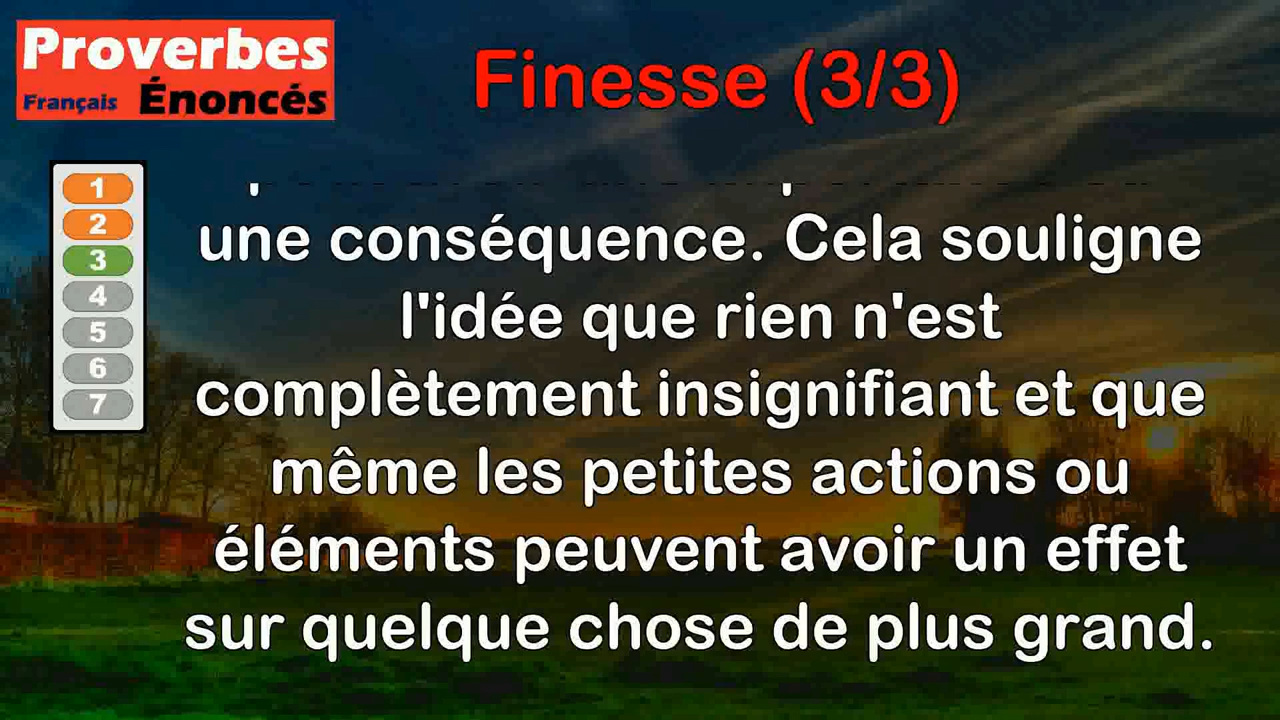 Proverbes
Français Énoncés
Finesse (3/3)
1
2
3
4
5
6
7
une conséquence. Cela souligne
l'idée que rien n'est
complètement insignifiant et que
même les petites actions ou
éléments peuvent avoir un effet
sur quelque chose de plus grand.